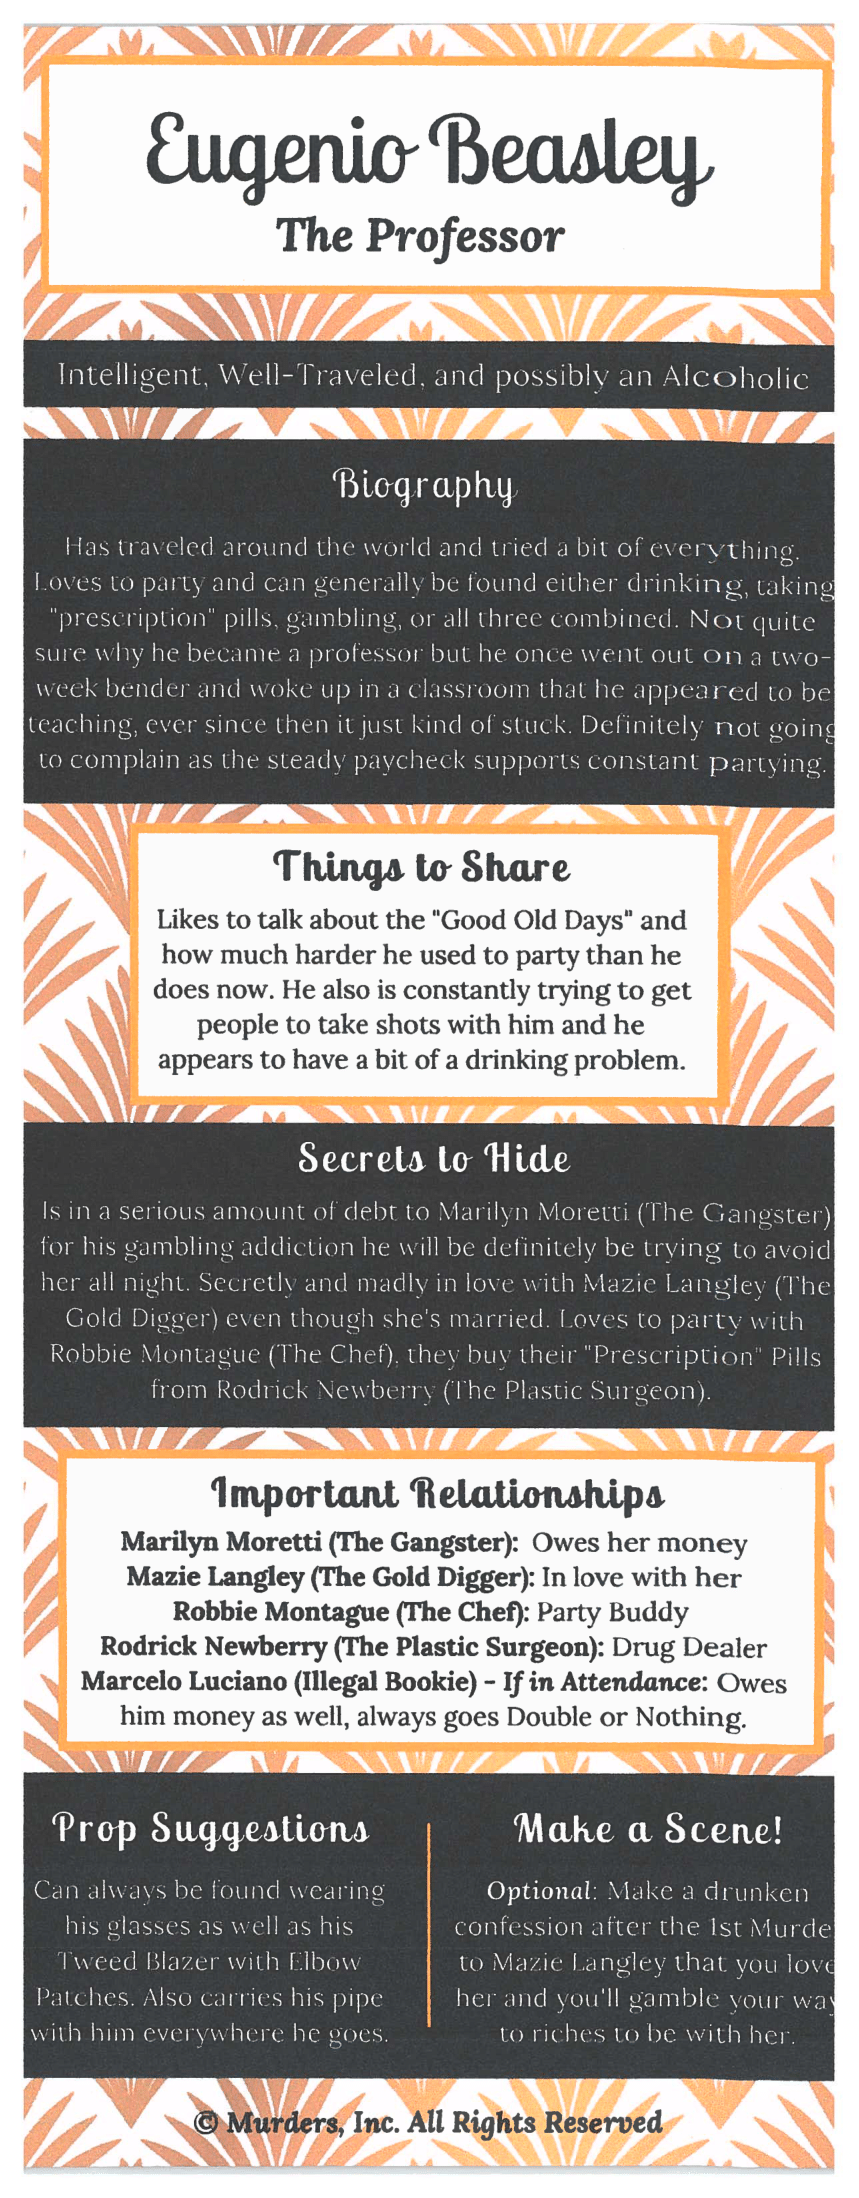 Eugenio Beasley
The Professor
Intelligent, Well-Traveled, and possibly an Alcoholic
Biography
Has traveled around the world and tried a bit of everything.
Loves to party and can generally be found either drinking, taking
"prescription" pills, gambling, or all three combined. Not quite
sure why he became a professor but he once went out on a two-
week bender and woke up in a classroom that he appeared to be
teaching, ever since then it just kind of stuck. Definitely not going
to complain as the steady paycheck supports constant partying.
Things to Share
Likes to talk about the "Good Old Days" and
how much harder he used to party than he
does now. He also is constantly trying to get
people to take shots with him and he
appears to have a bit of a drinking problem.
Secrets to Hide
Is in a serious amount of debt to Marilyn Moretti (The Gangster)
for his gambling addiction he will be definitely be trying to avoid
her all night. Secretly and madly in love with Mazie Langley (The
Gold Digger) even though she's married. Loves to party with
Robbie Montague (The Chef), they buy their "Prescription" Pills
from Rodrick Newberry (The Plastic Surgeon).
Important Relationships
Marilyn Moretti (The Gangster): Owes her money
Mazie Langley (The Gold Digger): In love with her
Robbie Montague (The Chef): Party Buddy
Rodrick Newberry (The Plastic Surgeon): Drug Dealer
Marcelo Luciano (Illegal Bookie) - If in Attendance: Owes
him money as well, always goes Double or Nothing.
Prop Suggestions
Can always be found wearing
his glasses as well as his
Tweed Blazer with Elbow
Patches. Also carries his pipe
with him everywhere he goes.
Make a Scene!
Optional: Make a drunken
confession after the 1st Murde
to Mazie Langley that you love
her and you'll gamble your way
to riches to be with her.
© Murders, Inc. All Rights Reserved